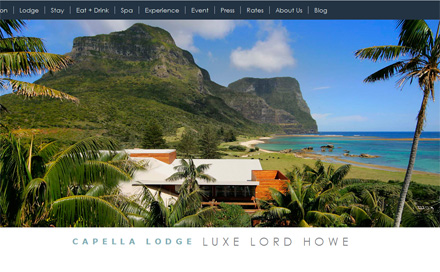 on | Lodge | Stay | Eat + Drink | Spa | Experience | Event | Press | Rates | About Us | Blog
CAPELLA LODGE LUXE LORD HOWE